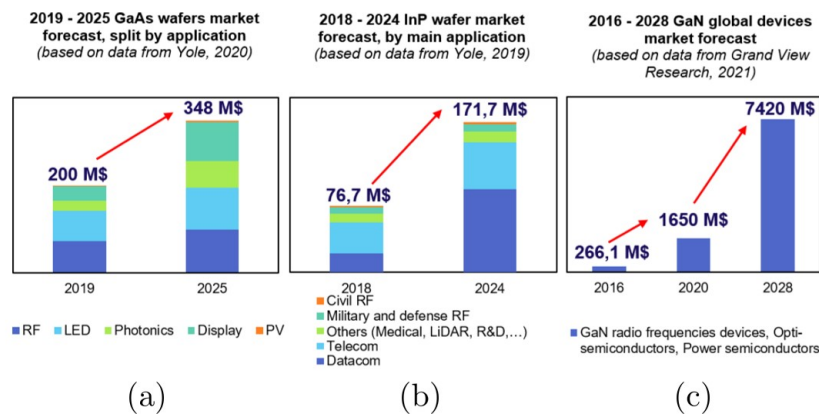 2019 - 2025 GaAs wafers market
forecast, split by application
(based on data from Yole, 2020)
348 M$
200 M$
2019
2025
RF
LED
Photonics
Display
PV
(a)
2018 - 2024 InP wafer market
forecast, by main application
(based on data from Yole, 2019)
171,7 M$
76,7 M$
2018
2024
Civil RF
Military and defense RF
Others (Medical, LiDAR, R&D,...)
Telecom
Datacom
(b)
2016 - 2028 GaN global devices
market forecast
(based on data from Grand View
Research, 2021)
7420 M$
1650 M$
266,1 M$
2016
2020
2028
GaN radio frequencies devices, Opti-
semiconductors, Power semiconductors
(c)